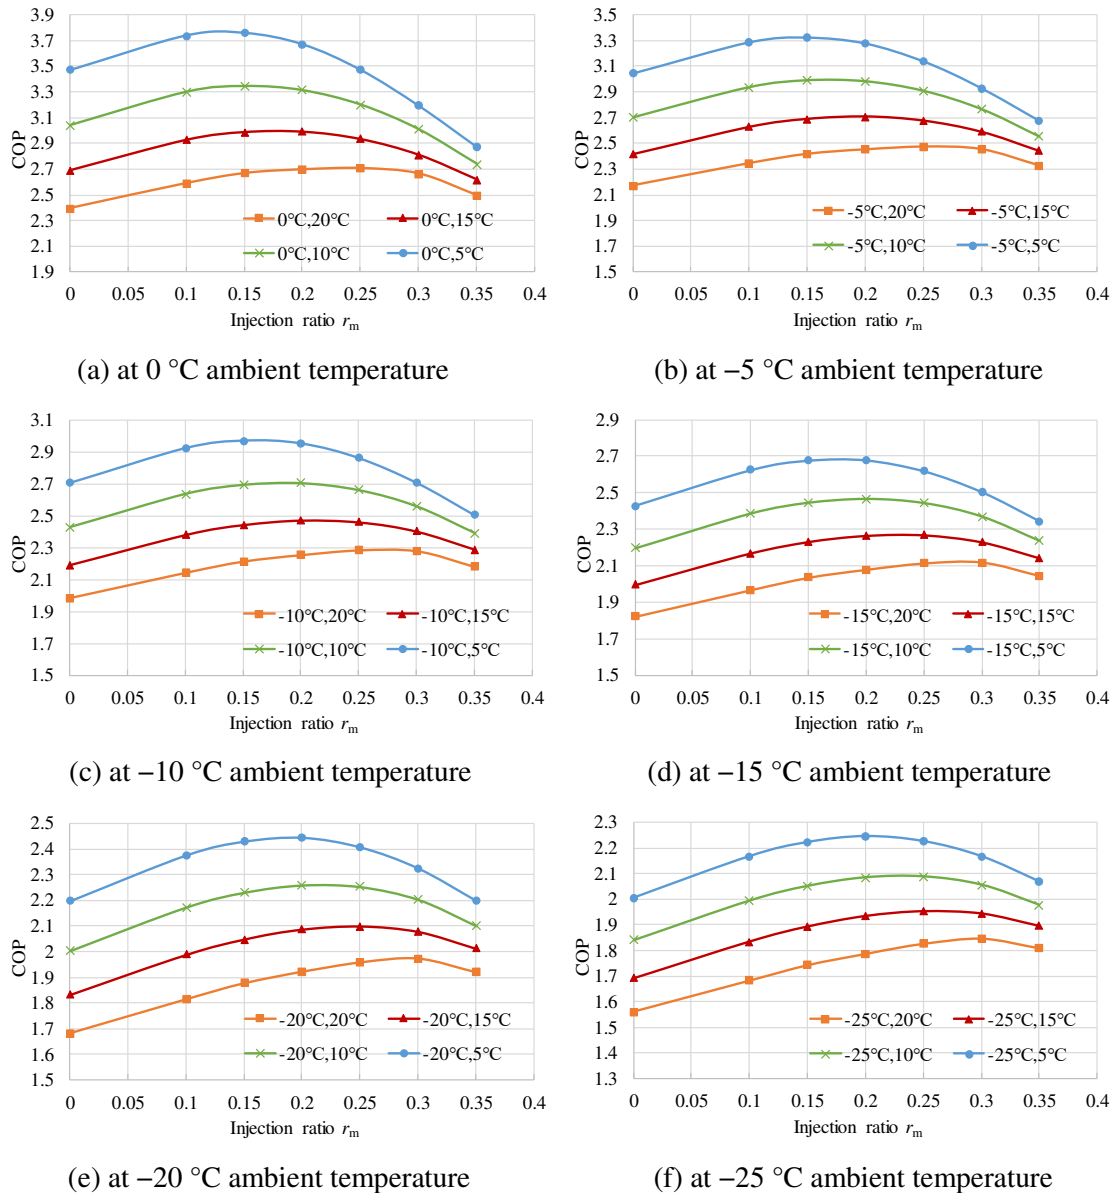 3.9
3.7
3.5
3.3
3.1
2.9
2.7
2.5
2.3
2.1
1.9
COP
0°C,20°C 0°C,15°C
0°C,10°C 0°C,5°C
0 0.05 0.1 0.15 0.2 0.25 0.3 0.35 0.4
Injection ratio rm
(a) at 0 °C ambient temperature
3.5
3.3
3.1
2.9
2.7
2.5
2.3
2.1
1.9
1.7
1.5
COP
-5°C,20°C -5°C,15°C
-5°C,10°C -5°C,5°C
0 0.05 0.1 0.15 0.2 0.25 0.3 0.35 0.4
Injection ratio rm
(b) at −5 °C ambient temperature
3.1
2.9
2.7
2.5
2.3
2.1
1.9
1.7
1.5
COP
-10°C,20°C -10°C,15°C
-10°C,10°C -10°C,5°C
0 0.05 0.1 0.15 0.2 0.25 0.3 0.35 0.4
Injection ratio rm
(c) at −10 °C ambient temperature
2.9
2.7
2.5
2.3
2.1
1.9
1.7
1.5
COP
-15°C,20°C -15°C,15°C
-15°C,10°C -15°C,5°C
0 0.05 0.1 0.15 0.2 0.25 0.3 0.35 0.4
Injection ratio rm
(d) at −15 °C ambient temperature
2.5
2.4
2.3
2.2
2.1
2
1.9
1.8
1.7
1.6
1.5
COP
-20°C,20°C -20°C,15°C
-20°C,10°C -20°C,5°C
0 0.05 0.1 0.15 0.2 0.25 0.3 0.35 0.4
Injection ratio rm
(e) at −20 °C ambient temperature
2.3
2.2
2.1
2
1.9
1.8
1.7
1.6
1.5
1.4
1.3
COP
-25°C,20°C -25°C,15°C
-25°C,10°C -25°C,5°C
0 0.05 0.1 0.15 0.2 0.25 0.3 0.35 0.4
Injection ratio rm
(f) at −25 °C ambient temperature